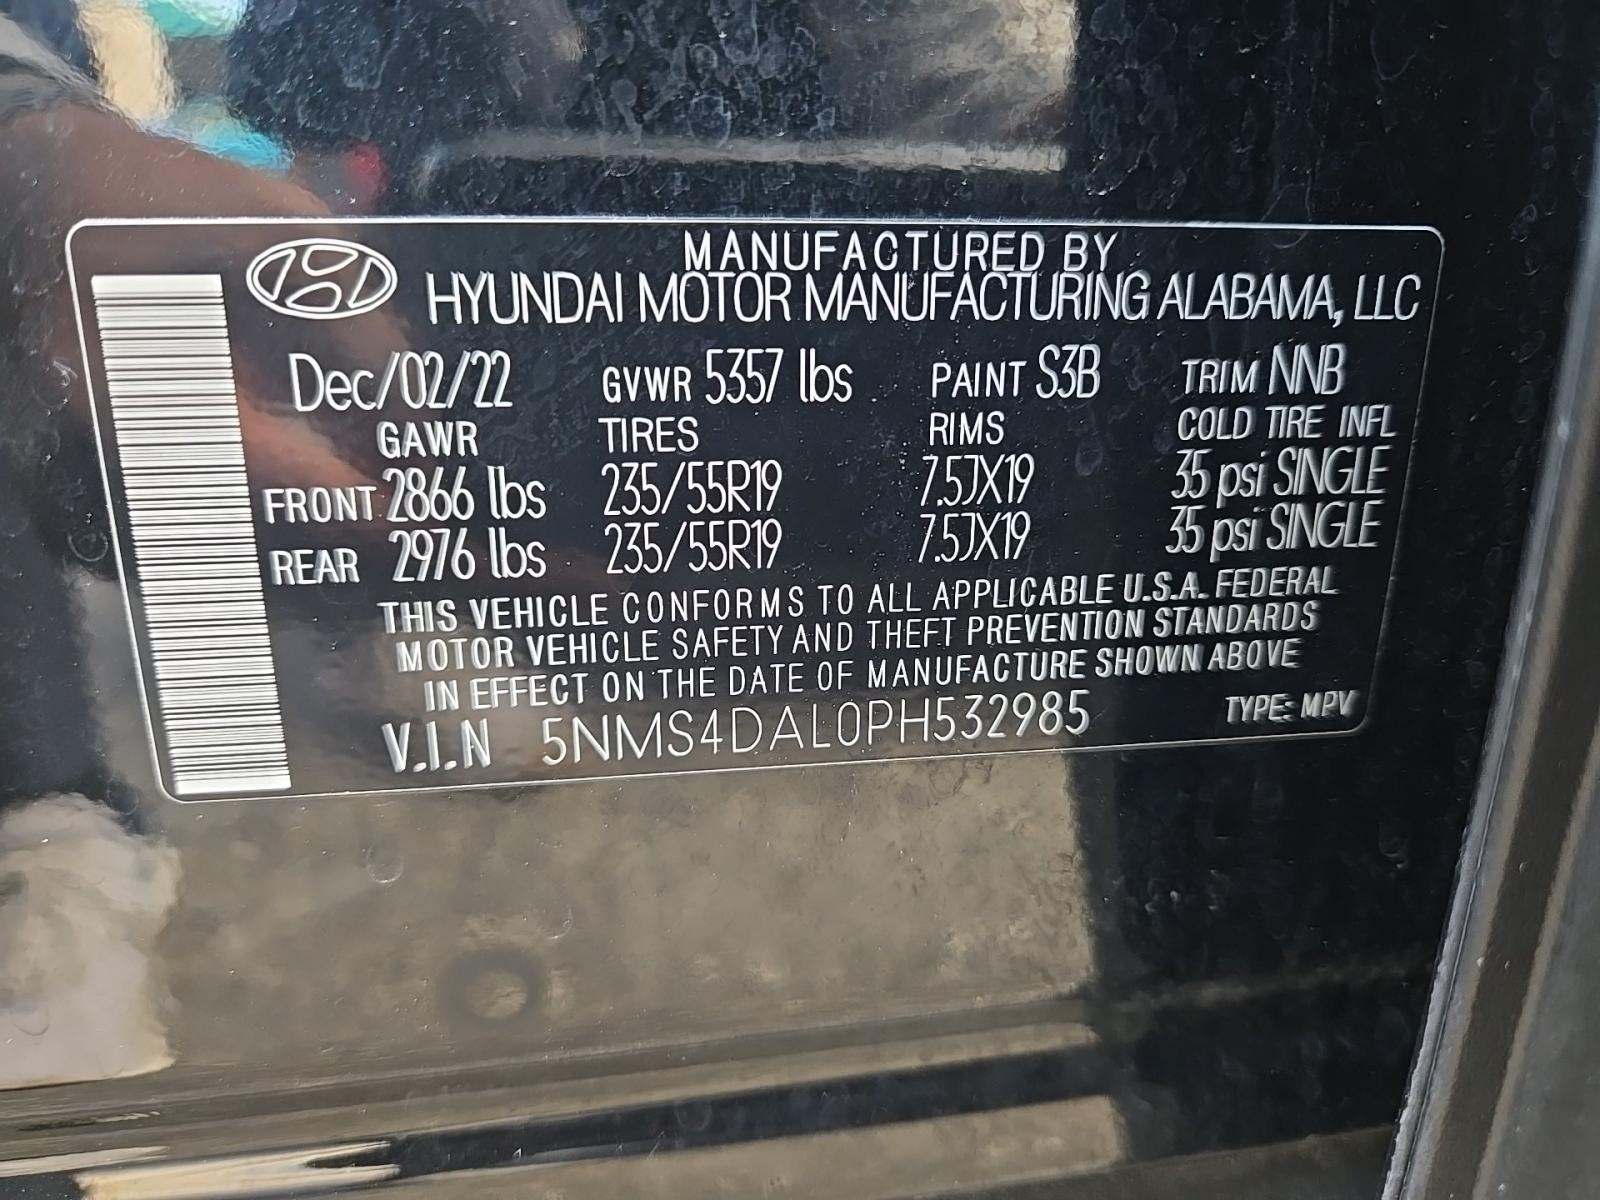 MANUFACTURED BY
HYUNDAI MOTOR MANUFACTURING ALABAMA, LLC
Dec/02/22 GVWR 5357 lbs PAINT S3B TRIM NNB
GAWR TIRES RIMS COLD TIRE INFL
FRONT 2866 lbs 235/55R19 7.5JX19 35 psi SINGLE
REAR 2976 lbs 235/55R19 7.5JX19 35 psi SINGLE
THIS VEHICLE CONFORMS TO ALL APPLICABLE U.S.A. FEDERAL
MOTOR VEHICLE SAFETY AND THEFT PREVENTION STANDARDS
IN EFFECT ON THE DATE OF MANUFACTURE SHOWN ABOVE
V.I.N 5NMS4DAL0PH532985 TYPE: MPV